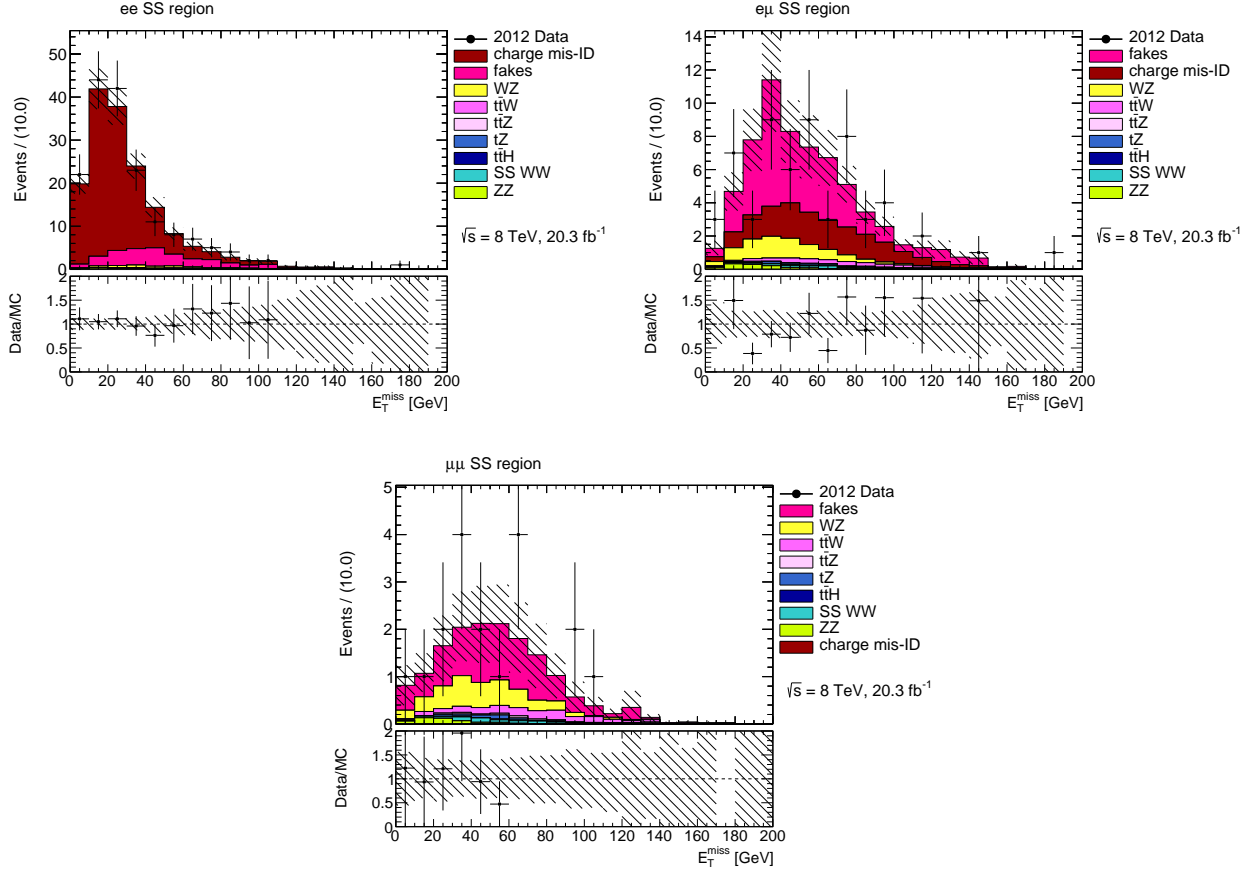 ee SS region
Events / (10.0)
50
40
30
20
10
0
2012 Data
charge mis-ID
fakes
WZ
tt̄W
tt̄Z
tZ
tt̄H
SS WW
ZZ
√s = 8 TeV, 20.3 fb⁻¹
Data/MC
2
1.5
1
0.5
0
0 20 40 60 80 100 120 140 160 180 200
E_T^miss [GeV]
eμ SS region
Events / (10.0)
14
12
10
8
6
4
2
0
2012 Data
fakes
charge mis-ID
WZ
tt̄W
tt̄Z
tZ
tt̄H
SS WW
ZZ
√s = 8 TeV, 20.3 fb⁻¹
Data/MC
2
1.5
1
0.5
0
0 20 40 60 80 100 120 140 160 180 200
E_T^miss [GeV]
μμ SS region
Events / (10.0)
5
4
3
2
1
0
2012 Data
fakes
WZ
tt̄W
tt̄Z
tZ
tt̄H
SS WW
ZZ
charge mis-ID
√s = 8 TeV, 20.3 fb⁻¹
Data/MC
2
1.5
1
0.5
0
0 20 40 60 80 100 120 140 160 180 200
E_T^miss [GeV]